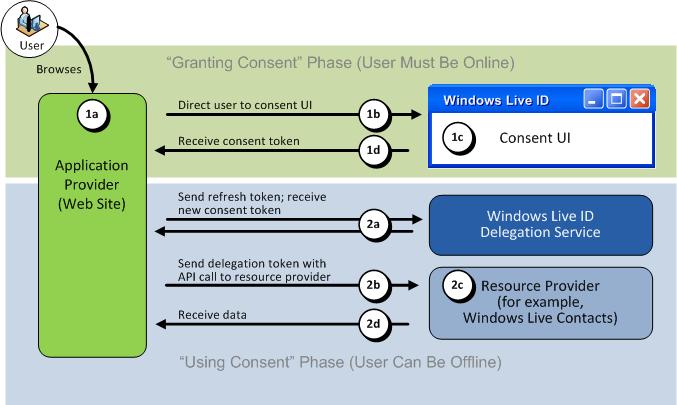 User
Browses
“Granting Consent” Phase (User Must Be Online)
1a
Application
Provider
(Web Site)
Direct user to consent UI
1b
Windows Live ID
1c
Consent UI
Receive consent token
1d
Send refresh token; receive
new consent token
2a
Windows Live ID
Delegation Service
Send delegation token with
API call to resource provider
2b
2c
Resource Provider
(for example,
Windows Live Contacts)
Receive data
2d
“Using Consent” Phase (User Can Be Offline)